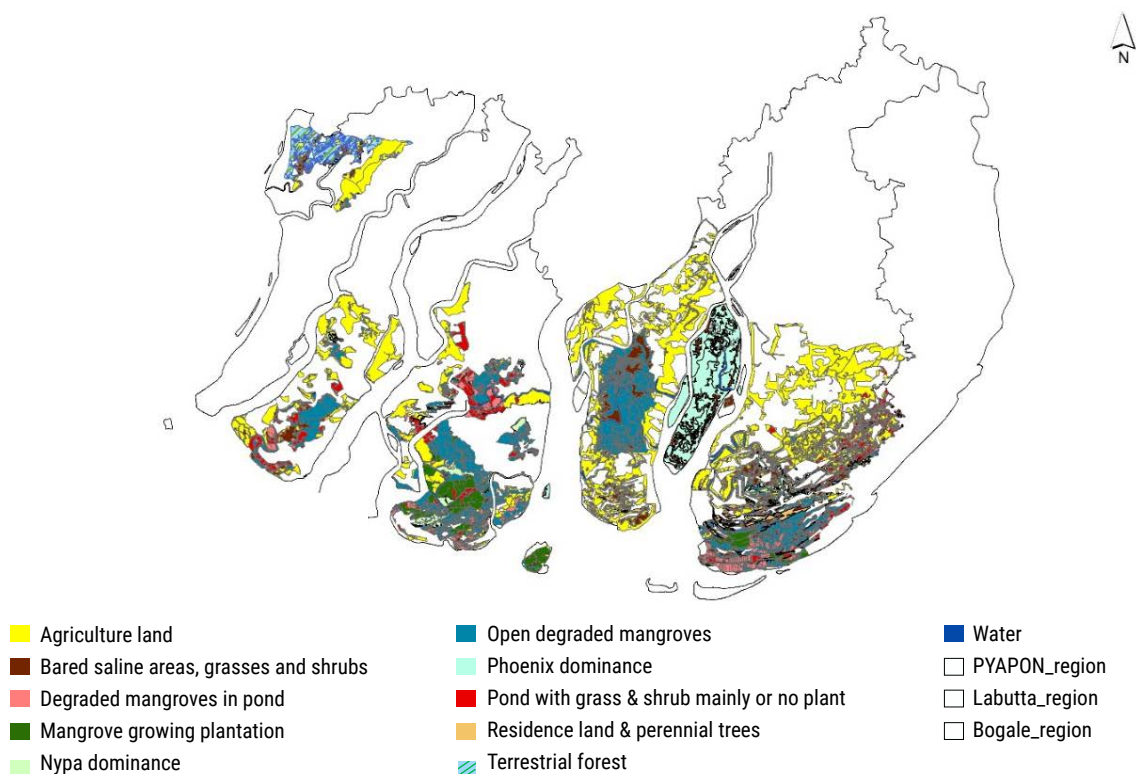 N
Agriculture land
Bared saline areas, grasses and shrubs
Degraded mangroves in pond
Mangrove growing plantation
Nypa dominance
Open degraded mangroves
Phoenix dominance
Pond with grass & shrub mainly or no plant
Residence land & perennial trees
Terrestrial forest
Water
PYAPON_region
Labutta_region
Bogale_region